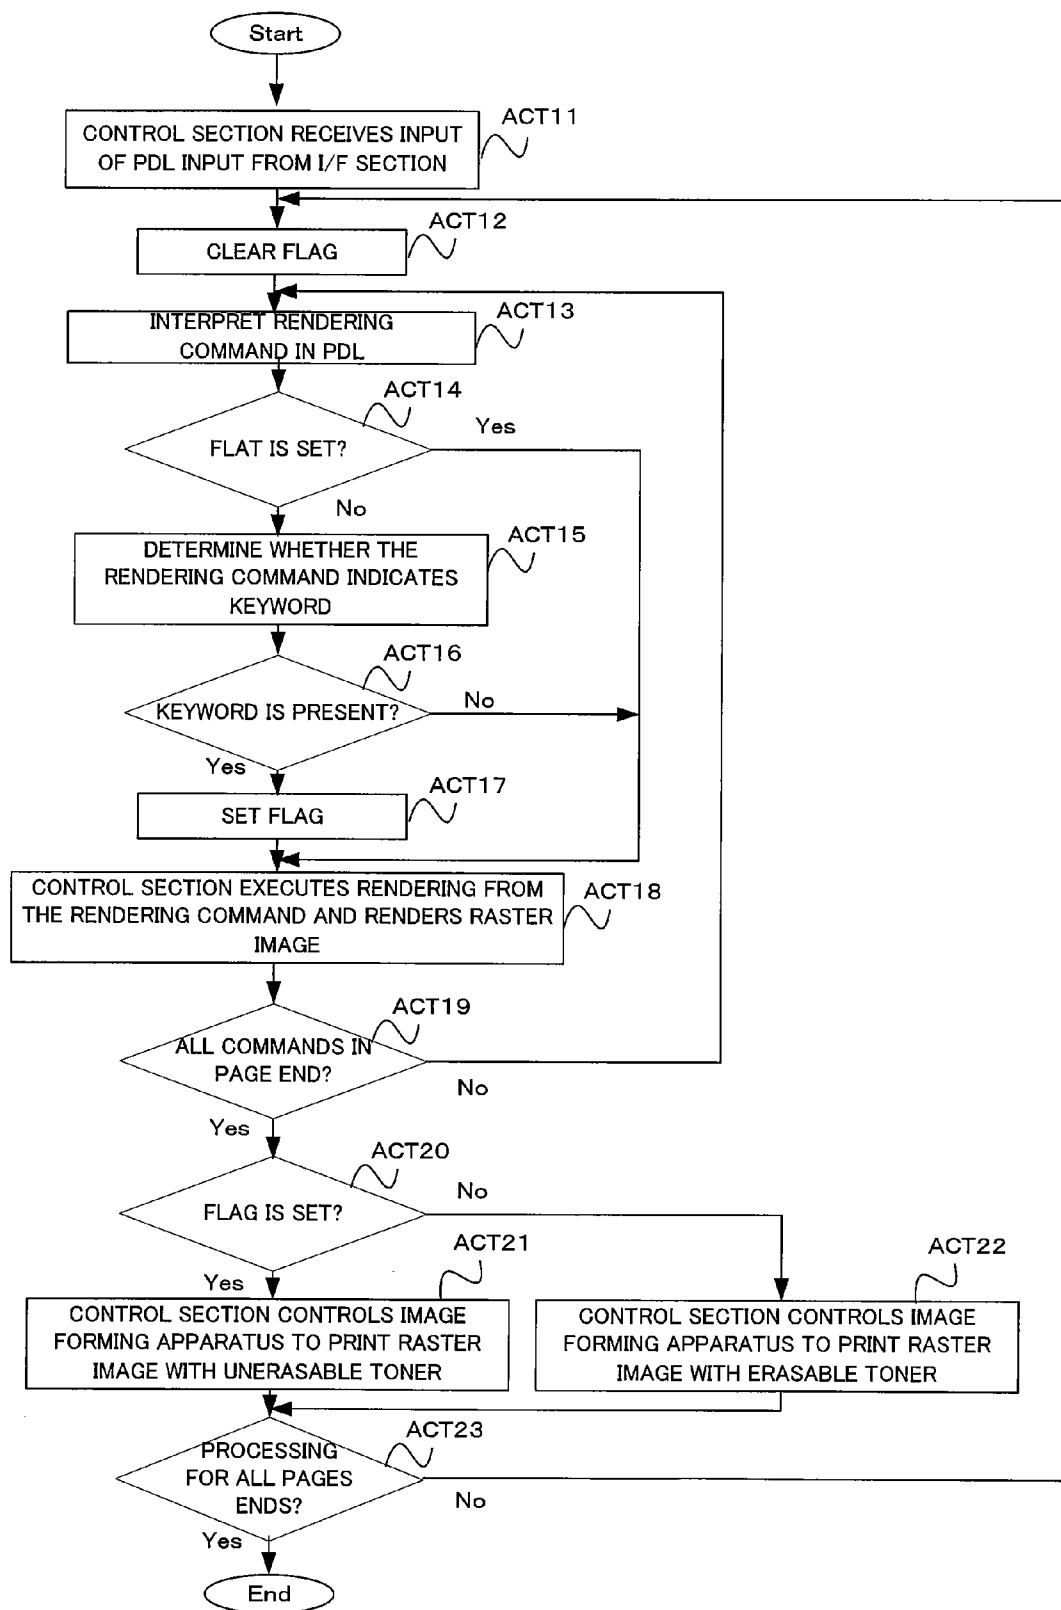 Start
ACT11
CONTROL SECTION RECEIVES INPUT
OF PDL INPUT FROM I/F SECTION
ACT12
CLEAR FLAG
ACT13
INTERPRET RENDERING
COMMAND IN PDL
ACT14
FLAT IS SET?
Yes
No
ACT15
DETERMINE WHETHER THE
RENDERING COMMAND INDICATES
KEYWORD
ACT16
KEYWORD IS PRESENT?
No
Yes
ACT17
SET FLAG
ACT18
CONTROL SECTION EXECUTES RENDERING FROM
THE RENDERING COMMAND AND RENDERS RASTER
IMAGE
ACT19
ALL COMMANDS IN
PAGE END?
No
Yes
ACT20
FLAG IS SET?
No
Yes
ACT21
CONTROL SECTION CONTROLS IMAGE
FORMING APPARATUS TO PRINT RASTER
IMAGE WITH UNERASABLE TONER
ACT22
CONTROL SECTION CONTROLS IMAGE
FORMING APPARATUS TO PRINT RASTER
IMAGE WITH ERASABLE TONER
ACT23
PROCESSING
FOR ALL PAGES
ENDS?
No
Yes
End